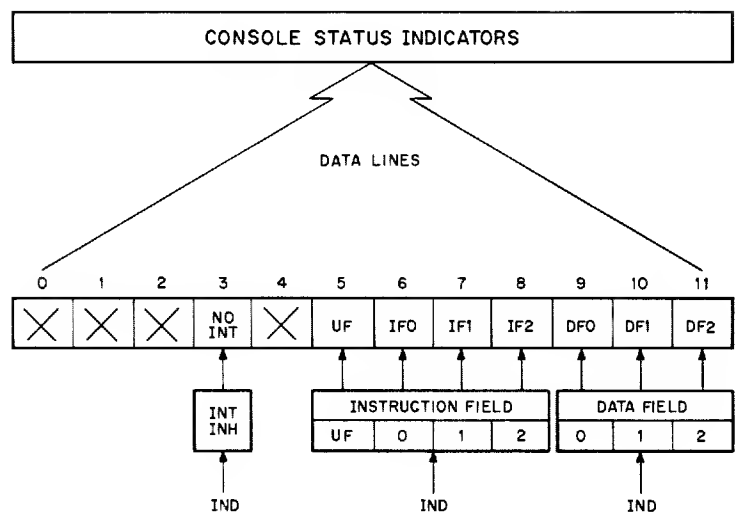 CONSOLE STATUS INDICATORS
DATA LINES
0 1 2 3 4 5 6 7 8 9 10 11
NO INT UF IF0 IF1 IF2 DF0 DF1 DF2
INT INH
INSTRUCTION FIELD
UF 0 1 2
DATA FIELD
0 1 2
IND IND IND